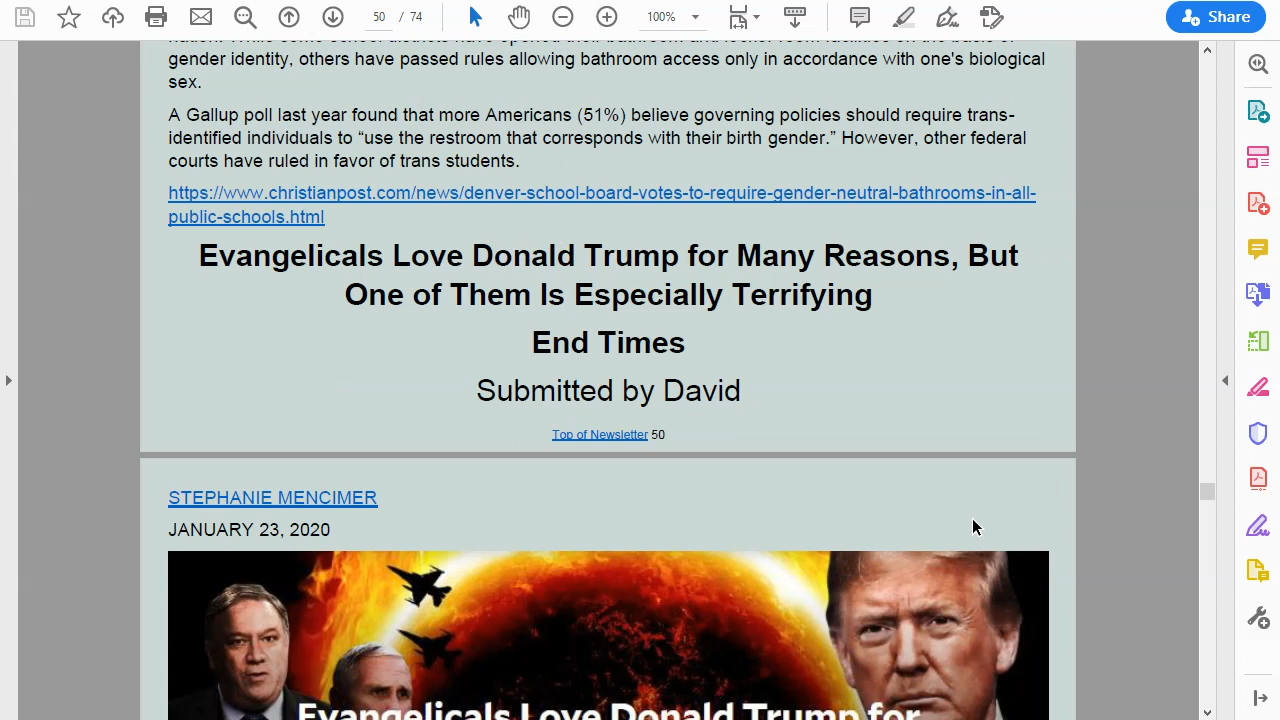 50 / 74
100%
Share
gender identity, others have passed rules allowing bathroom access only in accordance with one's biological
sex.
A Gallup poll last year found that more Americans (51%) believe governing policies should require trans-
identified individuals to “use the restroom that corresponds with their birth gender.” However, other federal
courts have ruled in favor of trans students.
https://www.christianpost.com/news/denver-school-board-votes-to-require-gender-neutral-bathrooms-in-all-
public-schools.html
Evangelicals Love Donald Trump for Many Reasons, But
One of Them Is Especially Terrifying
End Times
Submitted by David
Top of Newsletter 50
STEPHANIE MENCIMER
JANUARY 23, 2020
Evangelicals Love Donald Trump for